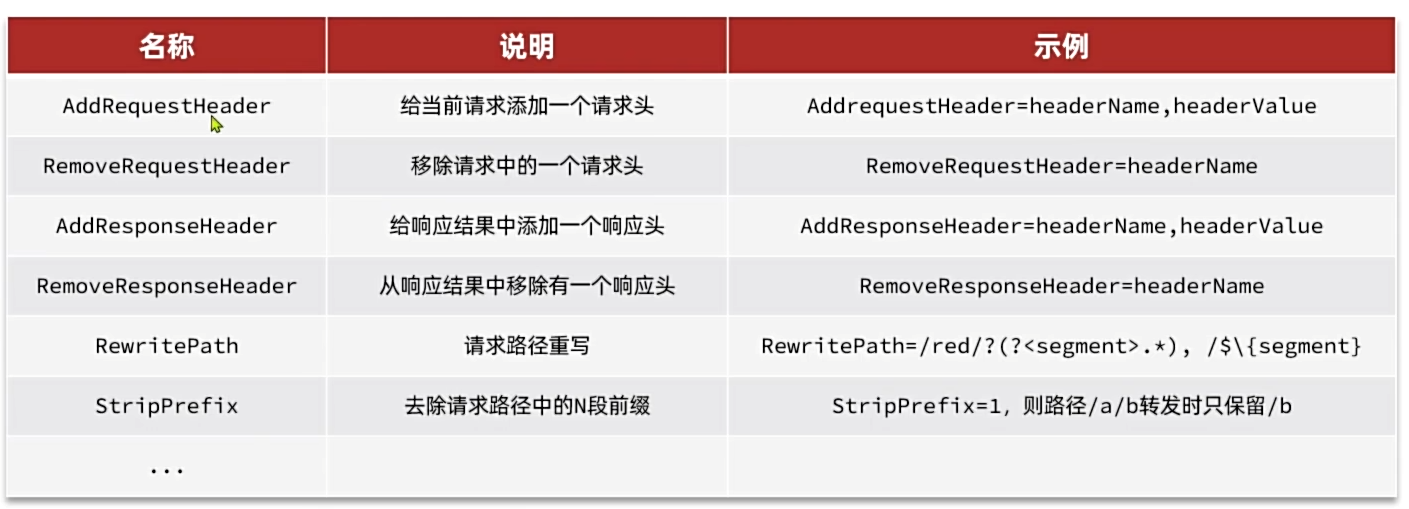 名称 说明 示例
AddRequestHeader 给当前请求添加一个请求头 AddrequestHeader=headerName,headerValue
RemoveRequestHeader 移除请求中的一个请求头 RemoveRequestHeader=headerName
AddResponseHeader 给响应结果中添加一个响应头 AddResponseHeader=headerName,headerValue
RemoveResponseHeader 从响应结果中移除有一个响应头 RemoveResponseHeader=headerName
RewritePath 请求路径重写 RewritePath=/red/?(?<segment>.*), /$\{segment}
StripPrefix 去除请求路径中的N段前缀 StripPrefix=1，则路径/a/b转发时只保留/b
...